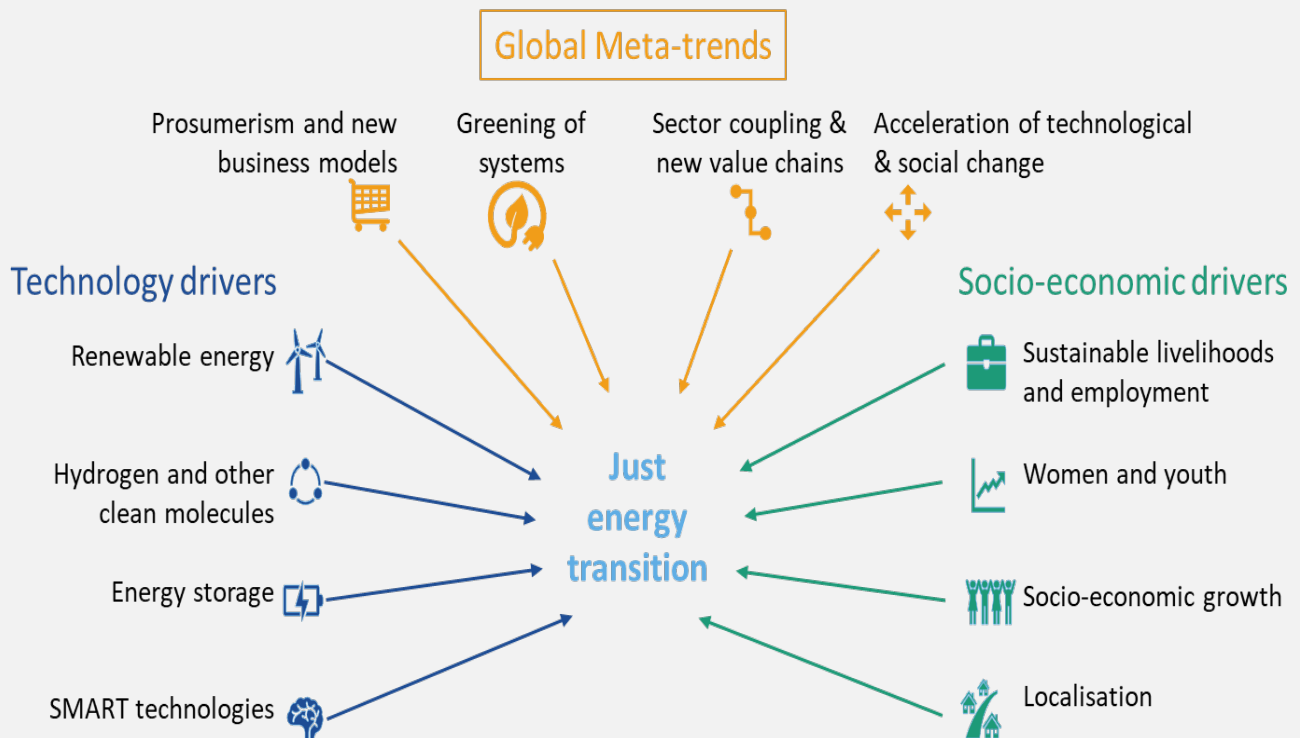 Global Meta-trends
Prosumerism and new
business models
Greening of
systems
Sector coupling &
new value chains
Acceleration of technological
& social change
Technology drivers
Renewable energy
Hydrogen and other
clean molecules
Energy storage
SMART technologies
Just
energy
transition
Socio-economic drivers
Sustainable livelihoods
and employment
Women and youth
Socio-economic growth
Localisation